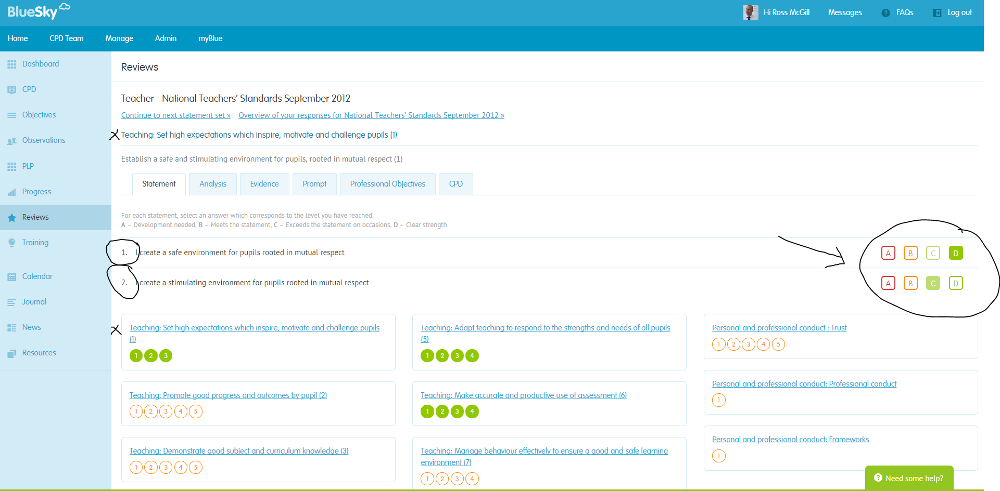 BlueSky
Hi Ross McGill Messages ? FAQs Log out
Home CPD Team Manage Admin myBlue
Dashboard
CPD
Objectives
Observations
PLP
Progress
Reviews
Training
Calendar
Journal
News
Resources
Reviews
Teacher - National Teachers' Standards September 2012
Continue to next statement set » Overview of your responses for National Teachers' Standards September 2012 »
X Teaching: Set high expectations which inspire, motivate and challenge pupils (1)
Establish a safe and stimulating environment for pupils, rooted in mutual respect (1)
Statement Analysis Evidence Prompt Professional Objectives CPD
For each statement, select an answer which corresponds to the level you have reached.
A – Development needed, B – Meets the statement, C – Exceeds the statement on occasions, D – Clear strength
1. I create a safe environment for pupils rooted in mutual respect A B C D
2. I create a stimulating environment for pupils rooted in mutual respect A B C D
X Teaching: Set high expectations which inspire, motivate and challenge pupils
(1)
1 2 3
Teaching: Promote good progress and outcomes by pupil (2)
1 2 3 4 5
Teaching: Demonstrate good subject and curriculum knowledge (3)
1 2 3 4 5
Teaching: Adapt teaching to respond to the strengths and needs of all pupils
(5)
1 2 3 4
Teaching: Make accurate and productive use of assessment (6)
1 2 3 4
Teaching: Manage behaviour effectively to ensure a good and safe learning
environment (7)
1 2 3 4
Personal and professional conduct : Trust
1 2 3 4 5
Personal and professional conduct: Professional conduct
1
Personal and professional conduct: Frameworks
1
? Need some help?